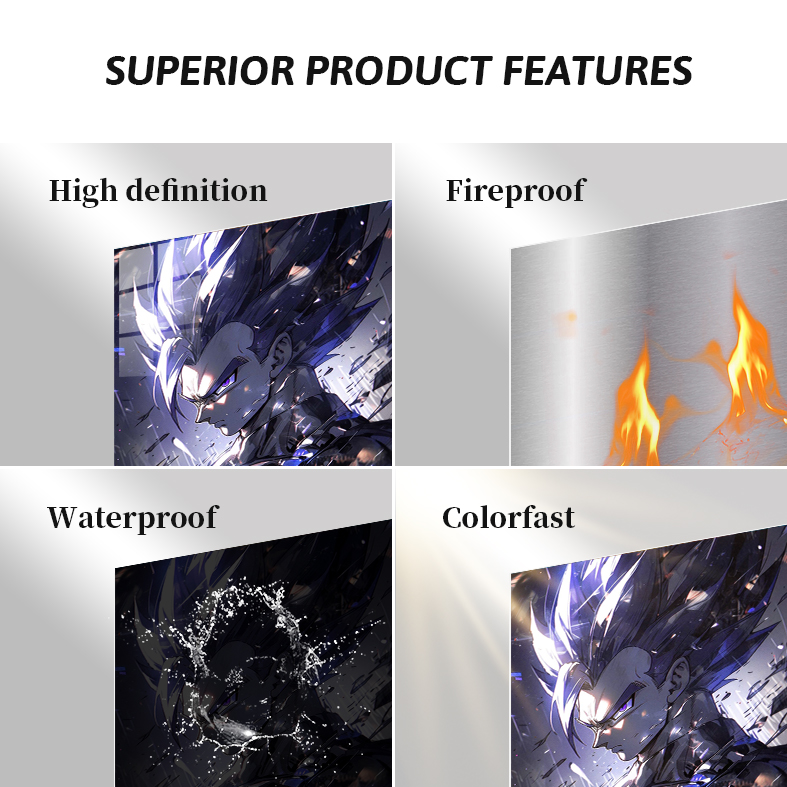 SUPERIOR PRODUCT FEATURES
High definition
Fireproof
Waterproof
Colorfast